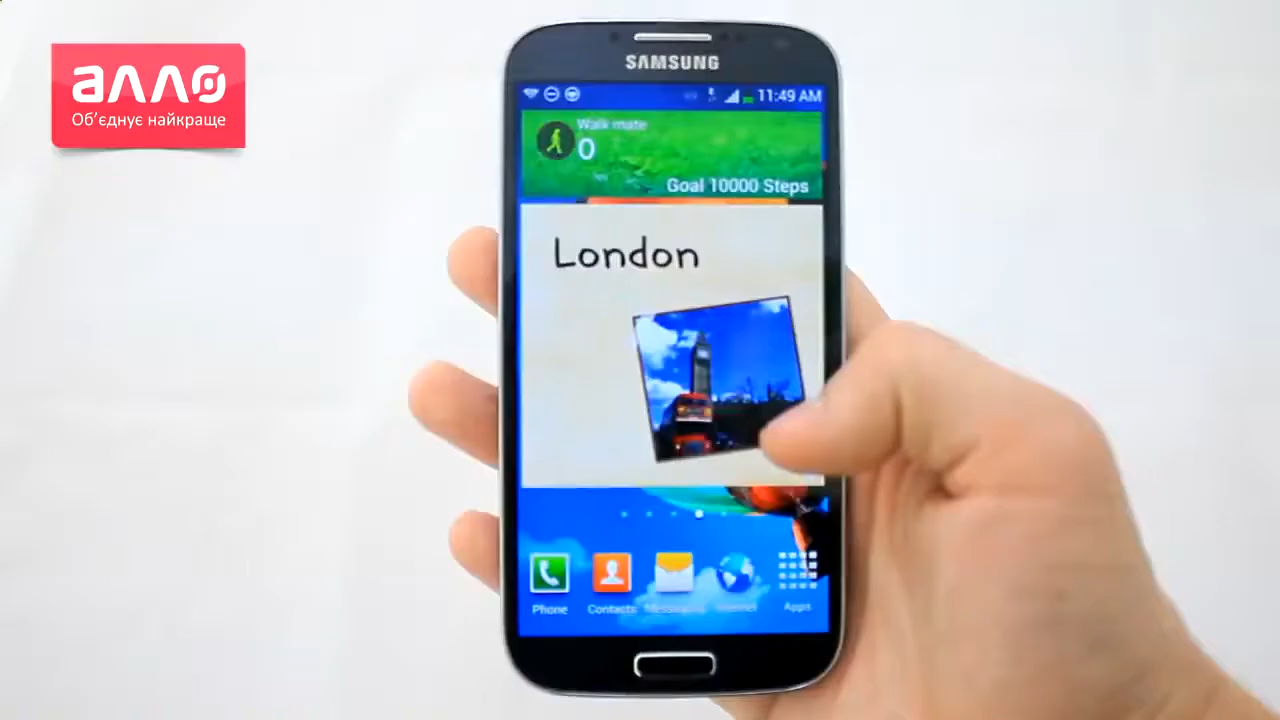 алло
Об'єднує найкраще
SAMSUNG
11:49 AM
Walk mate
0
Goal 10000 Steps
London
Phone
Contacts
Apps